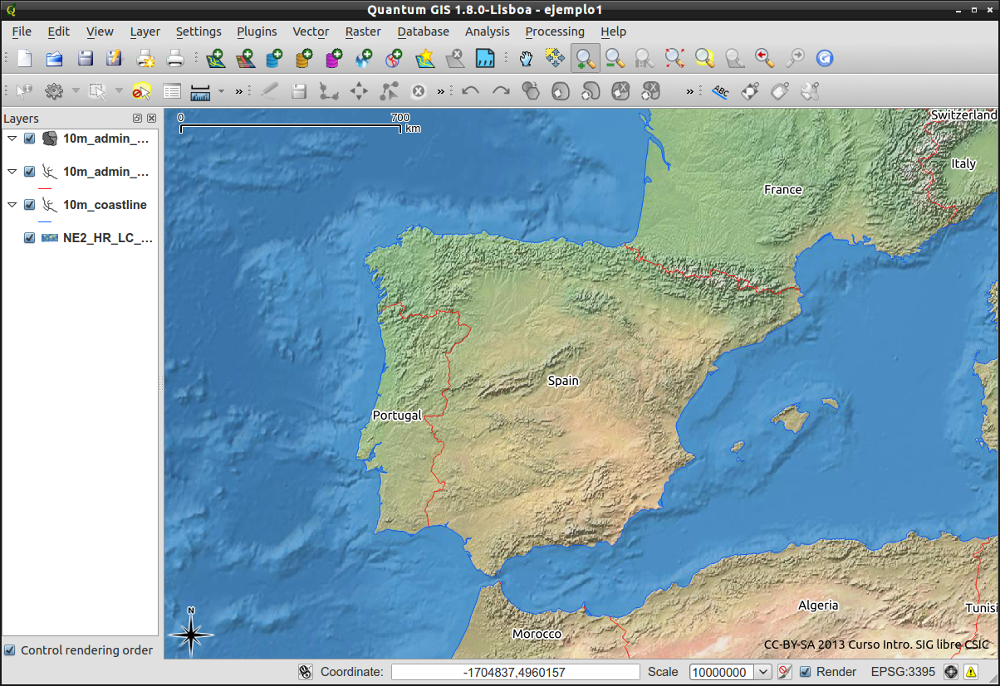 Quantum GIS 1.8.0-Lisboa - ejemplo1
File Edit View Layer Settings Plugins Vector Raster Database Analysis Processing Help
ABC
Layers
10m_admin_...
10m_admin_...
10m_coastline
NE2_HR_LC_...
Control rendering order
0 700 km
Switzerland
Italy
France
Spain
Portugal
Algeria
Tunisi
Morocco
N
CC-BY-SA 2013 Curso Intro. SIG libre CSIC
Coordinate: -1704837,4960157 Scale 10000000 Render EPSG:3395